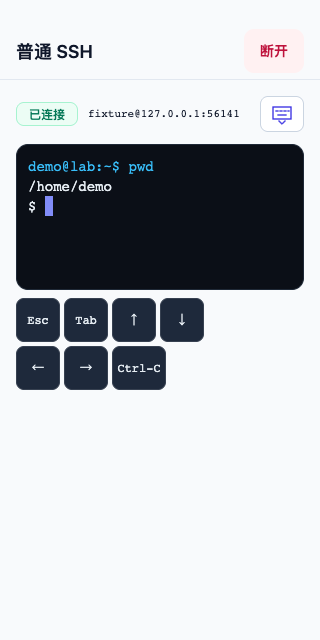 普通 SSH
断开
已连接
fixture@127.0.0.1:56141
demo@lab:~$ pwd
/home/demo
$
Esc
Tab
↑
↓
←
→
Ctrl-C